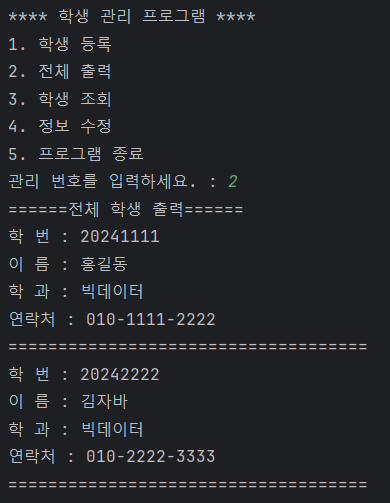 **** 학생 관리 프로그램 ****
1. 학생 등록
2. 전체 출력
3. 학생 조회
4. 정보 수정
5. 프로그램 종료
관리 번호를 입력하세요. : 2
======전체 학생 출력======
학 번 : 20241111
이 름 : 홍길동
학 과 : 빅데이터
연락처 : 010-1111-2222
====================================
학 번 : 20242222
이 름 : 김자바
학 과 : 빅데이터
연락처 : 010-2222-3333
====================================